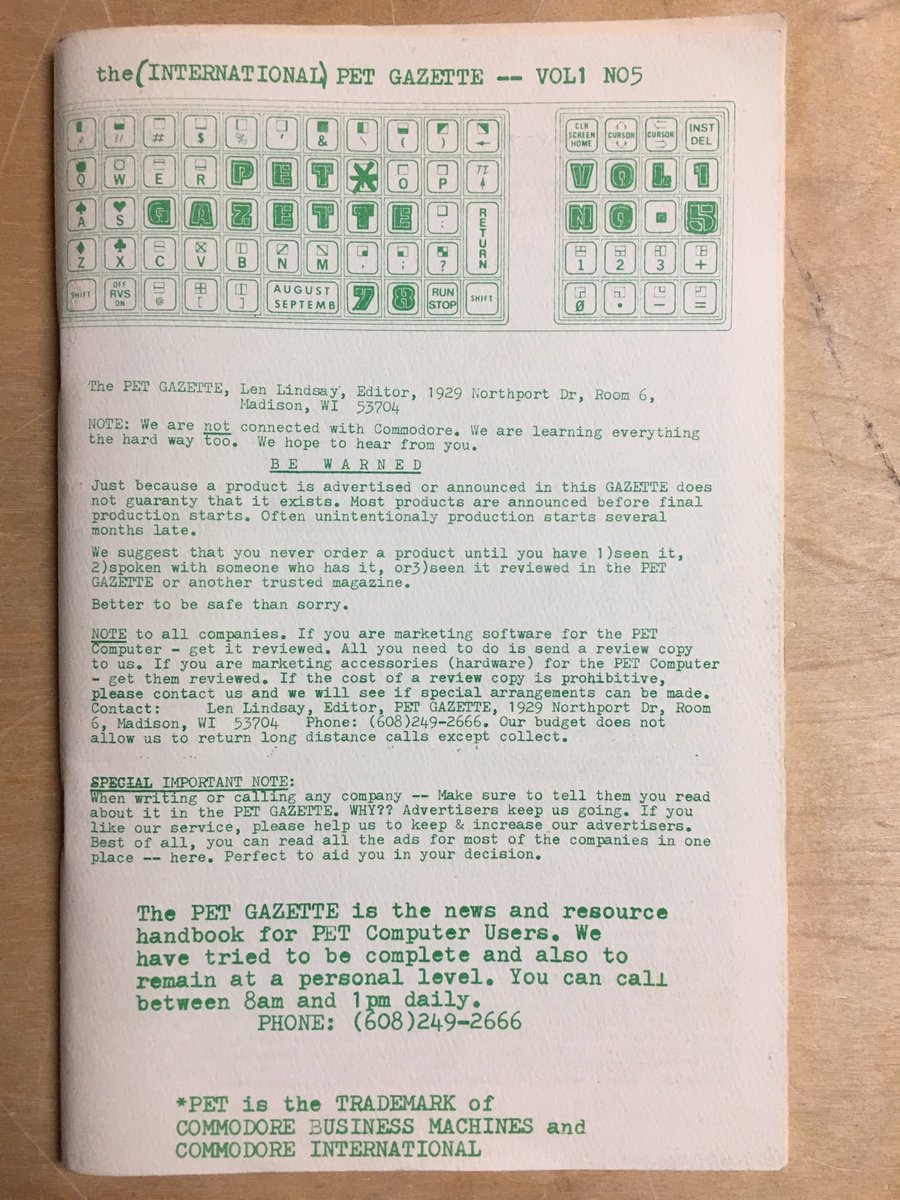 the (INTERNATIONAL) PET GAZETTE -- VOL1 NO5
# $ % ' & \ ( ) ← CLR SCREEN HOME CURSOR CURSOR INST DEL
Q W E R P E T * O P π ↑ V O L 1
A S G A Z E T T E : RETURN N O . 5
Z X C V B N M , ; ? 1 2 3 +
SHIFT OFF RVS ON @ [ ] AUGUST SEPTEMB 7 8 RUN STOP SHIFT Ø . - =
The PET GAZETTE, Len Lindsay, Editor, 1929 Northport Dr, Room 6,
Madison, WI 53704
NOTE: We are not connected with Commodore. We are learning everything
the hard way too. We hope to hear from you.
B E W A R N E D
Just because a product is advertised or announced in this GAZETTE does
not guaranty that it exists. Most products are announced before final
production starts. Often unintentionaly production starts several
months late.
We suggest that you never order a product until you have 1)seen it,
2)spoken with someone who has it, or3)seen it reviewed in the PET
GAZETTE or another trusted magazine.
Better to be safe than sorry.
NOTE to all companies. If you are marketing software for the PET
Computer - get it reviewed. All you need to do is send a review copy
to us. If you are marketing accessories (hardware) for the PET Computer
- get them reviewed. If the cost of a review copy is prohibitive,
please contact us and we will see if special arrangements can be made.
Contact: Len Lindsay, Editor, PET GAZETTE, 1929 Northport Dr, Room
6, Madison, WI 53704 Phone: (608)249-2666. Our budget does not
allow us to return long distance calls except collect.
SPECIAL IMPORTANT NOTE:
When writing or calling any company -- Make sure to tell them you read
about it in the PET GAZETTE. WHY?? Advertisers keep us going. If you
like our service, please help us to keep & increase our advertisers.
Best of all, you can read all the ads for most of the companies in one
place -- here. Perfect to aid you in your decision.
The PET GAZETTE is the news and resource
handbook for PET Computer Users. We
have tried to be complete and also to
remain at a personal level. You can call
between 8am and 1pm daily.
PHONE: (608)249-2666
*PET is the TRADEMARK of
COMMODORE BUSINESS MACHINES and
COMMODORE INTERNATIONAL